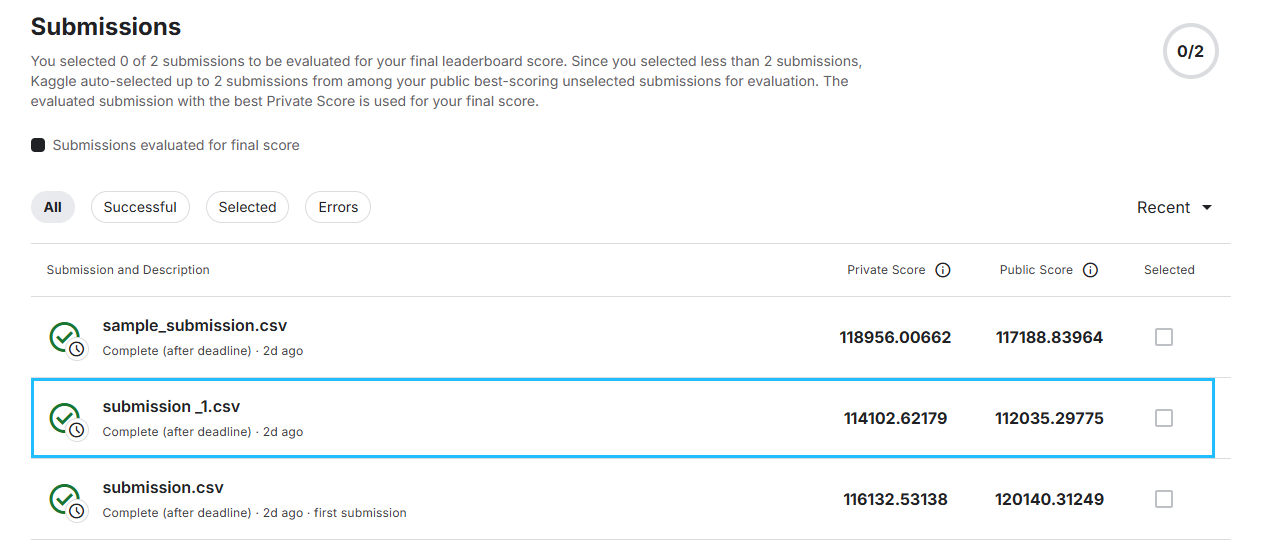 Submissions
0/2
You selected 0 of 2 submissions to be evaluated for your final leaderboard score. Since you selected less than 2 submissions,
Kaggle auto-selected up to 2 submissions from among your public best-scoring unselected submissions for evaluation. The
evaluated submission with the best Private Score is used for your final score.
Submissions evaluated for final score
All Successful Selected Errors Recent
Submission and Description Private Score Public Score Selected
sample_submission.csv
118956.00662 117188.83964
Complete (after deadline) · 2d ago
submission _1.csv
114102.62179 112035.29775
Complete (after deadline) · 2d ago
submission.csv
116132.53138 120140.31249
Complete (after deadline) · 2d ago · first submission